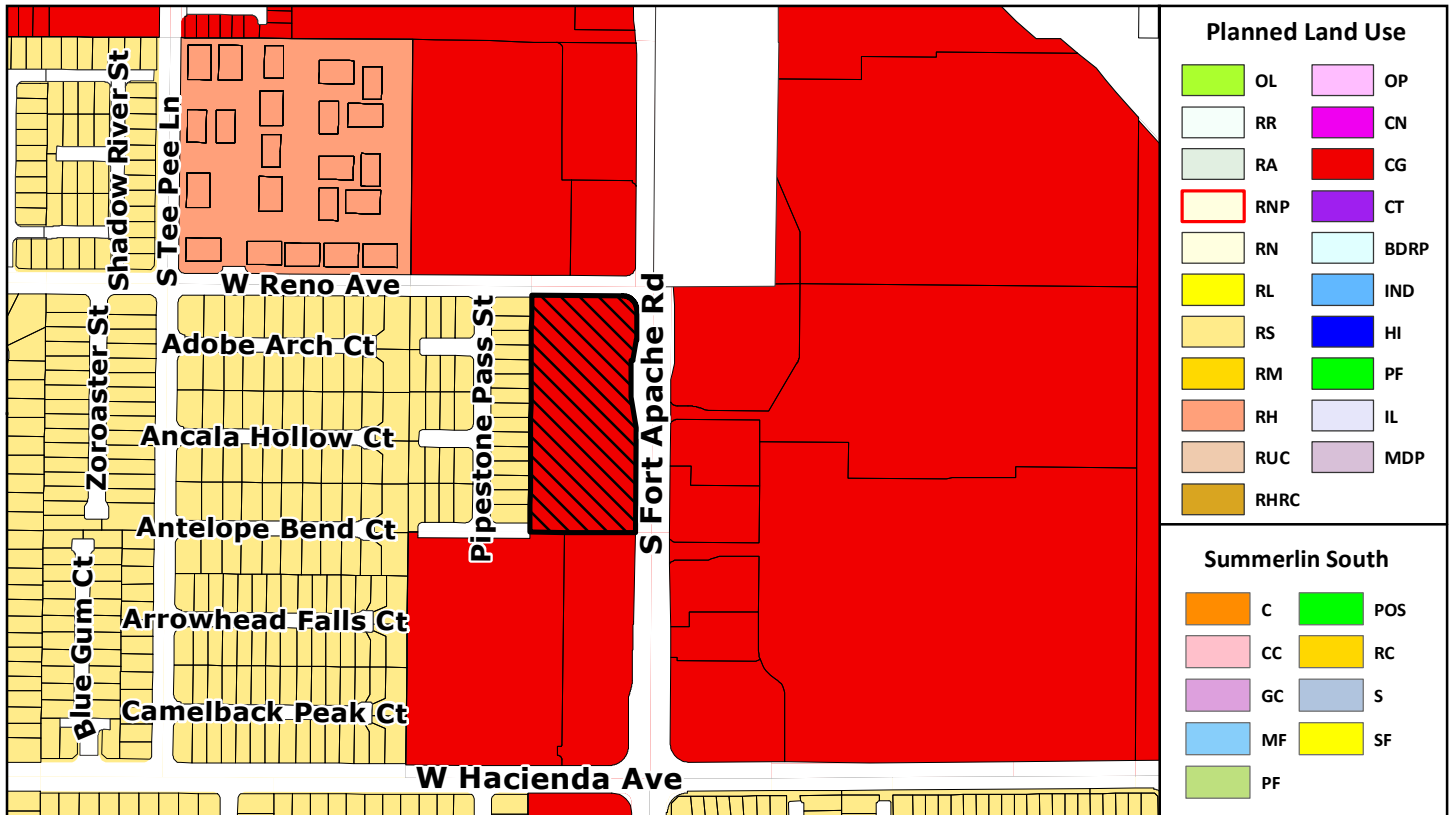 Shadow River St
S Tee Pee Ln
W Reno Ave
Zoroaster St
Adobe Arch Ct
Pipestone Pass St
S Fort Apache Rd
Ancala Hollow Ct
Antelope Bend Ct
Blue Gum Ct
Arrowhead Falls Ct
Camelback Peak Ct
W Hacienda Ave
Planned Land Use
OL OP
RR CN
RA CG
RNP CT
RN BDRP
RL IND
RS HI
RM PF
RH IL
RUC MDP
RHRC
Summerlin South
C POS
CC RC
GC S
MF SF
PF